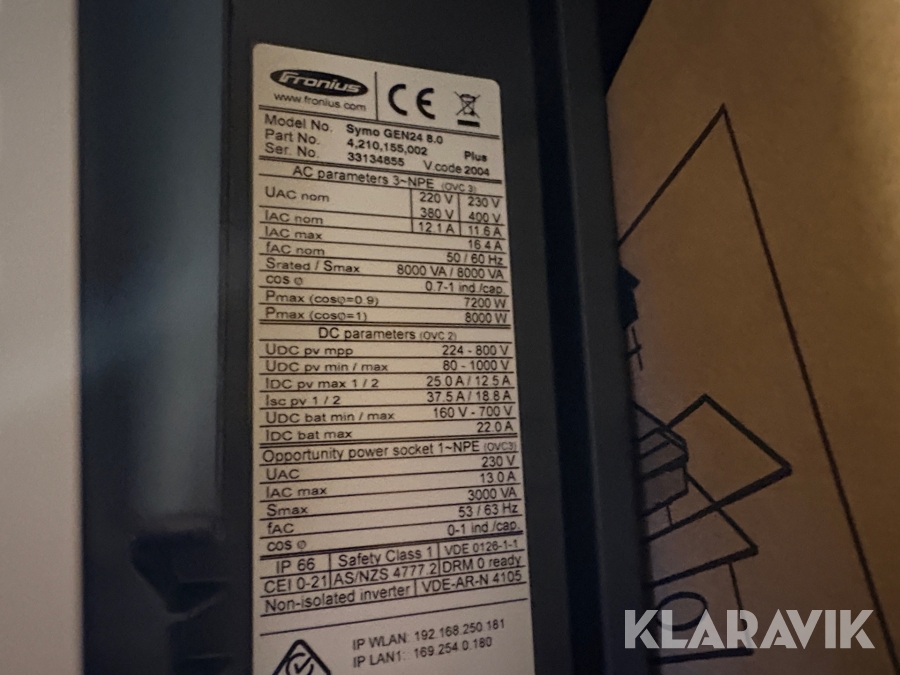 Fronius
www.fronius.com
CE
Model No. Symo GEN24 8.0 Plus
Part No. 4,210,155,002
Ser. No. 33134855 V.code 2004
AC parameters 3~NPE (OVC 3)
UAC nom 220 V 230 V
380 V 400 V
IAC nom 12.1 A 11.6 A
IAC max 16.4 A
fAC nom 50 / 60 Hz
Srated / Smax 8000 VA / 8000 VA
cos φ 0.7-1 ind./cap.
Pmax (cosφ=0.9) 7200 W
Pmax (cosφ=1) 8000 W
DC parameters (OVC 2)
UDC pv mpp 224 - 800 V
UDC pv min / max 80 - 1000 V
IDC pv max 1 / 2 25.0 A / 12.5 A
Isc pv 1 / 2 37.5 A / 18.8 A
UDC bat min / max 160 V - 700 V
IDC bat max 22.0 A
Opportunity power socket 1~NPE (OVC3)
UAC 230 V
IAC max 13.0 A
Smax 3000 VA
fAC 53 / 63 Hz
cos φ 0-1 ind./cap.
IP 66 Safety Class 1 VDE 0126-1-1
CEI 0-21 AS/NZS 4777.2 DRM 0 ready
Non-isolated inverter VDE-AR-N 4105
IP WLAN: 192.168.250.181
IP LAN1: 169.254.0.180
KLARAVIK